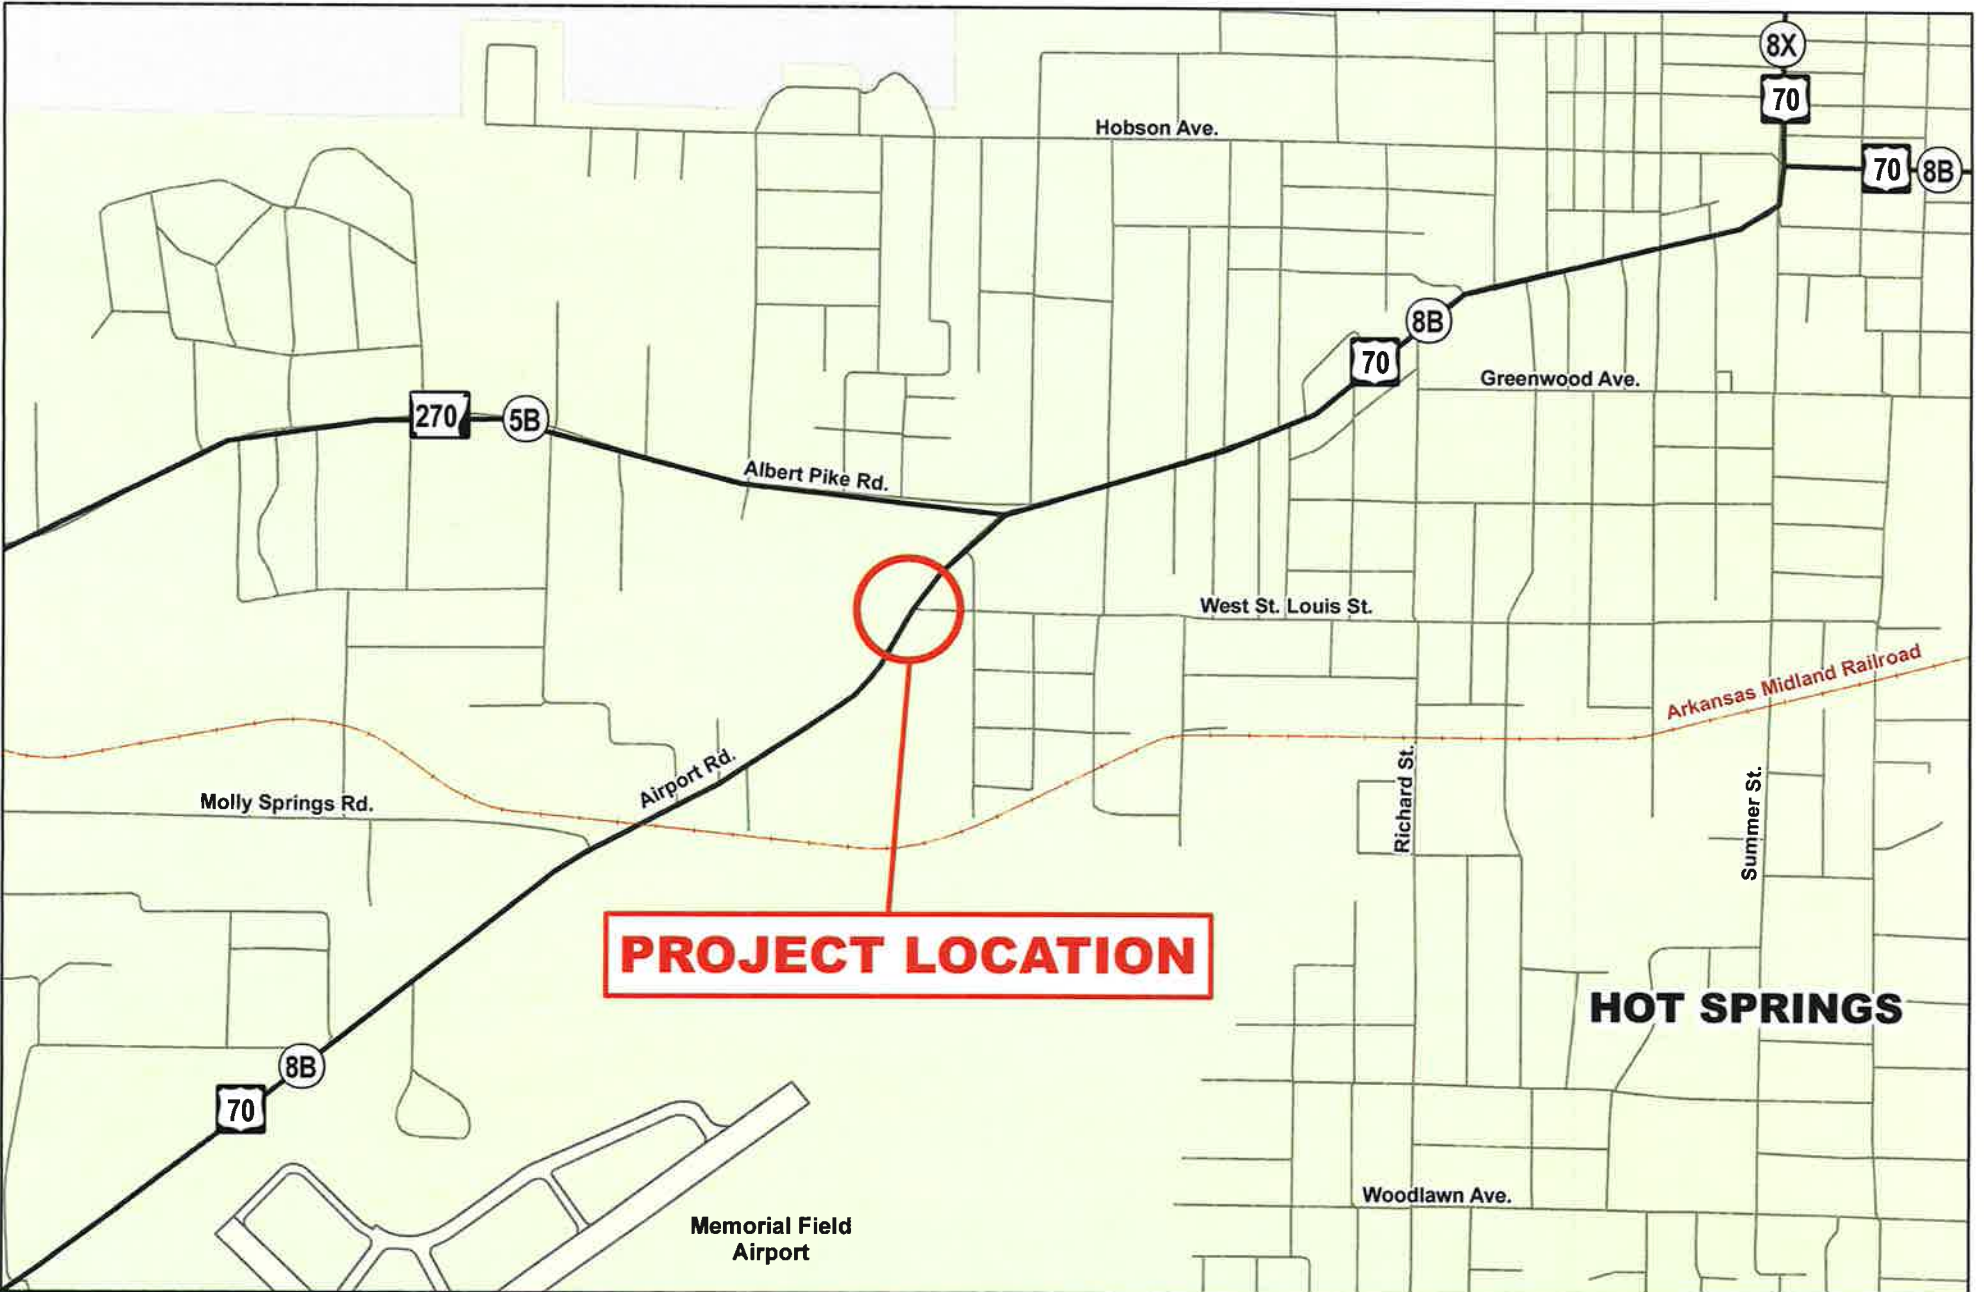 8X
70
Hobson Ave.
70
8B
8B
70
Greenwood Ave.
270
5B
Albert Pike Rd.
West St. Louis St.
Arkansas Midland Railroad
Airport Rd.
Richard St.
Summer St.
Molly Springs Rd.
PROJECT LOCATION
HOT SPRINGS
8B
70
Woodlawn Ave.
Memorial Field
Airport